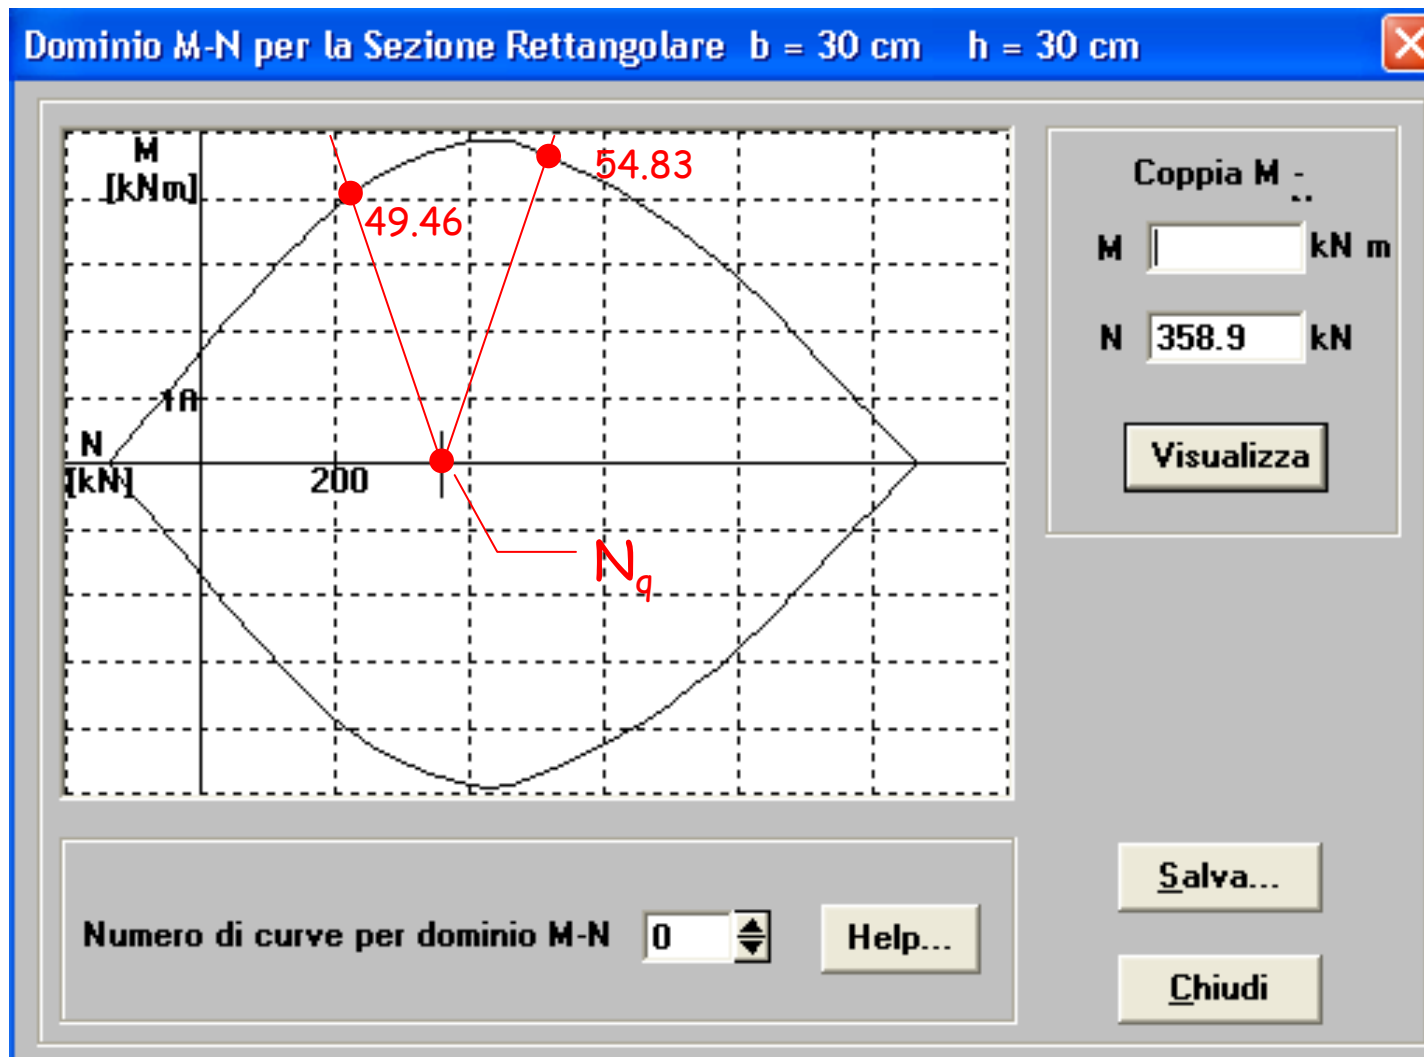 Dominio M-N per la Sezione Rettangolare b = 30 cm h = 30 cm
M
[kNm]
54.83
49.46
10
N
[kN]
200
Nq
Coppia M -
M kN m
N 358.9 kN
Visualizza
Numero di curve per dominio M-N 0 Help...
Salva...
Chiudi